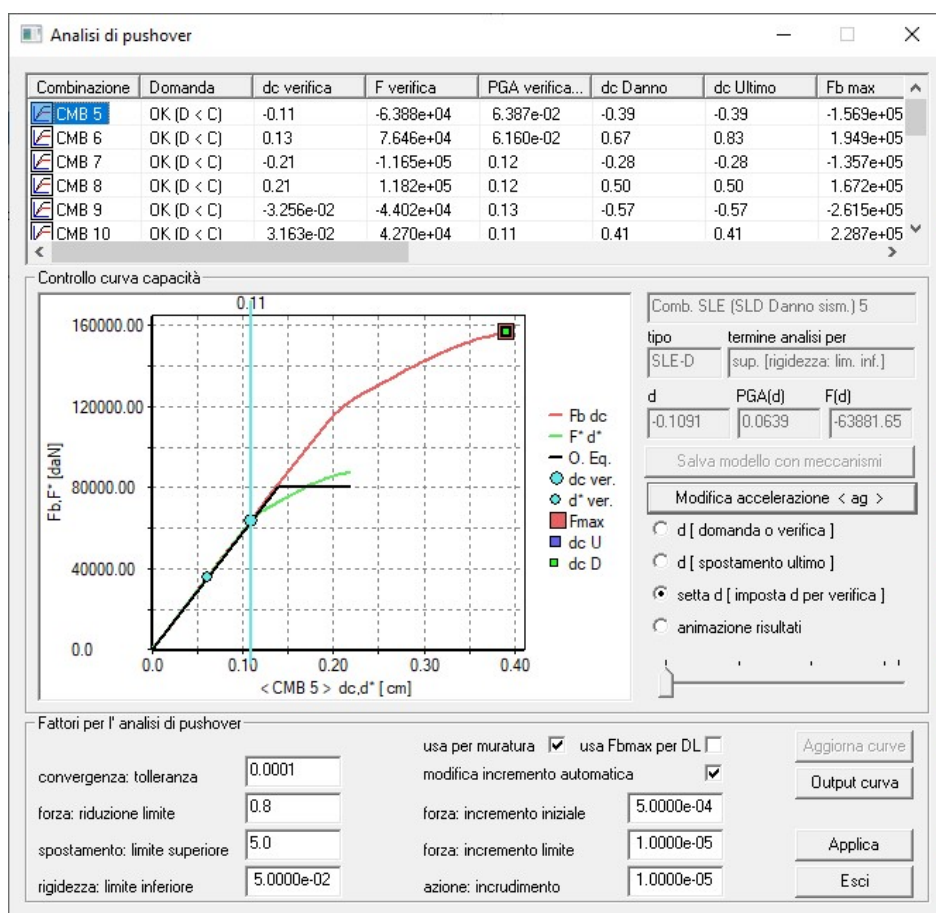 Analisi di pushover
Combinazione Domanda dc verifica F verifica PGA verifica... dc Danno dc Ultimo Fb max
CMB 5 OK (D < C) -0.11 -6.388e+04 6.387e-02 -0.39 -0.39 -1.569e+05
CMB 6 OK (D < C) 0.13 7.646e+04 6.160e-02 0.67 0.83 1.949e+05
CMB 7 OK (D < C) -0.21 -1.165e+05 0.12 -0.28 -0.28 -1.357e+05
CMB 8 OK (D < C) 0.21 1.182e+05 0.12 0.50 0.50 1.672e+05
CMB 9 OK (D < C) -3.256e-02 -4.402e+04 0.13 -0.57 -0.57 -2.615e+05
CMB 10 OK (D < C) 3.163e-02 4.270e+04 0.11 0.41 0.41 2.287e+05
Controllo curva capacità
0.11
160000.00
120000.00
80000.00
40000.00
0.0
Fb,F* [daN]
0.0 0.10 0.20 0.30 0.40
< CMB 5 > dc,d* [ cm]
Fb dc
F* d*
O. Eq.
dc ver.
d* ver.
Fmax
dc U
dc D
Comb. SLE (SLD Danno sism.) 5
tipo termine analisi per
SLE-D sup. [rigidezza: lim. inf.]
d PGA(d) F(d)
-0.1091 0.0639 -63881.65
Salva modello con meccanismi
Modifica accelerazione < ag >
d [ domanda o verifica ]
d [ spostamento ultimo ]
setta d [ imposta d per verifica ]
animazione risultati
Fattori per l' analisi di pushover
usa per muratura usa Fbmax per DL
Aggiorna curve
convergenza: tolleranza 0.0001
modifica incremento automatica
Output curva
forza: riduzione limite 0.8
forza: incremento iniziale 5.0000e-04
spostamento: limite superiore 5.0
forza: incremento limite 1.0000e-05
Applica
rigidezza: limite inferiore 5.0000e-02
azione: incrudimento 1.0000e-05
Esci